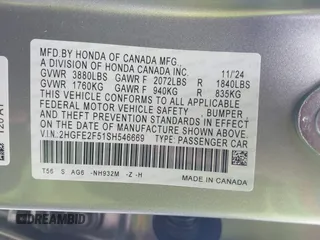 MFD.BY HONDA OF CANADA MFG.
A DIVISION OF HONDA CANADA INC. 11/'24
GVWR 3880LBS GAWR F 2072LBS R 1840LBS
GVWR 1760KG GAWR F 940KG R 835KG
THIS VEHICLE CONFORMS TO ALL APPLICABLE
FEDERAL MOTOR VEHICLE SAFETY, BUMPER,
AND THEFT PREVENTION STANDARDS IN EFFECT
ON THE DATE OF MANUFACTURE SHOWN ABOVE.
V.I.N.:2HGFE2F51SH546669 TYPE: PASSENGER CAR
T56 S AG6 -NH932M -Z -H
MADE IN CANADA
DREAMBID